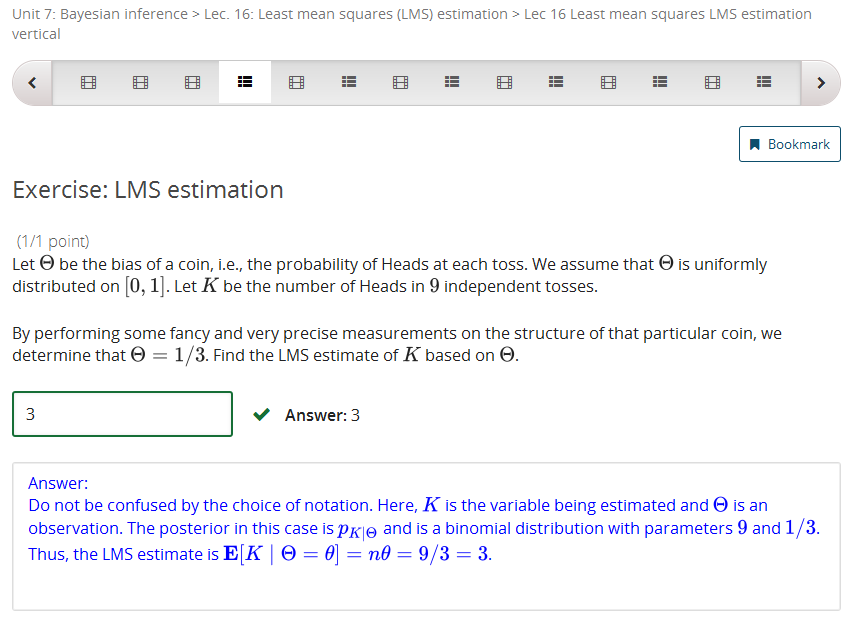 Unit 7: Bayesian inference > Lec. 16: Least mean squares (LMS) estimation > Lec 16 Least mean squares LMS estimation
vertical
Bookmark
Exercise: LMS estimation
(1/1 point)
Let Θ be the bias of a coin, i.e., the probability of Heads at each toss. We assume that Θ is uniformly
distributed on [0, 1]. Let K be the number of Heads in 9 independent tosses.
By performing some fancy and very precise measurements on the structure of that particular coin, we
determine that Θ = 1/3. Find the LMS estimate of K based on Θ.
3 Answer: 3
Answer:
Do not be confused by the choice of notation. Here, K is the variable being estimated and Θ is an
observation. The posterior in this case is p_{K|Θ} and is a binomial distribution with parameters 9 and 1/3.
Thus, the LMS estimate is E[K | Θ = θ] = nθ = 9/3 = 3.